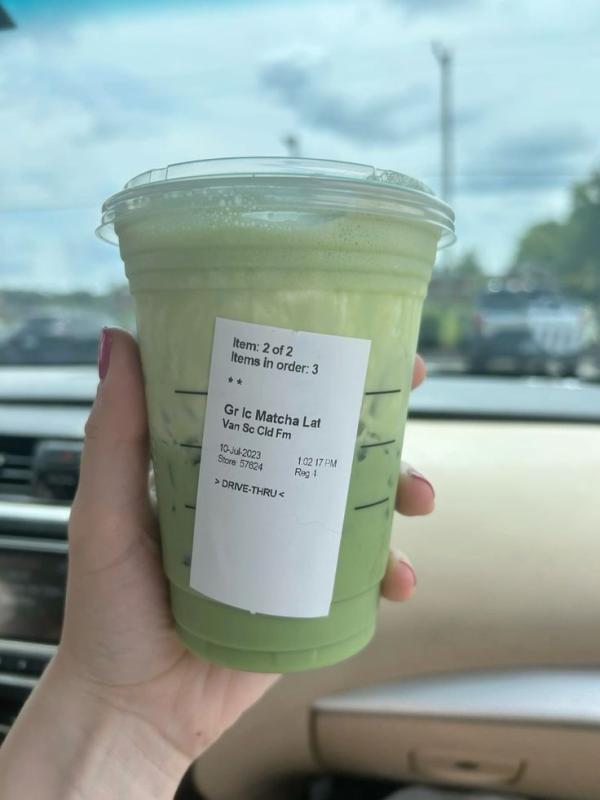 Item: 2 of 2
Items in order: 3
**
Gr Ic Matcha Lat
Van Sc Cld Fm
10-Jul-2023 1:02:17 PM
Store 57824 Reg 4
> DRIVE-THRU <